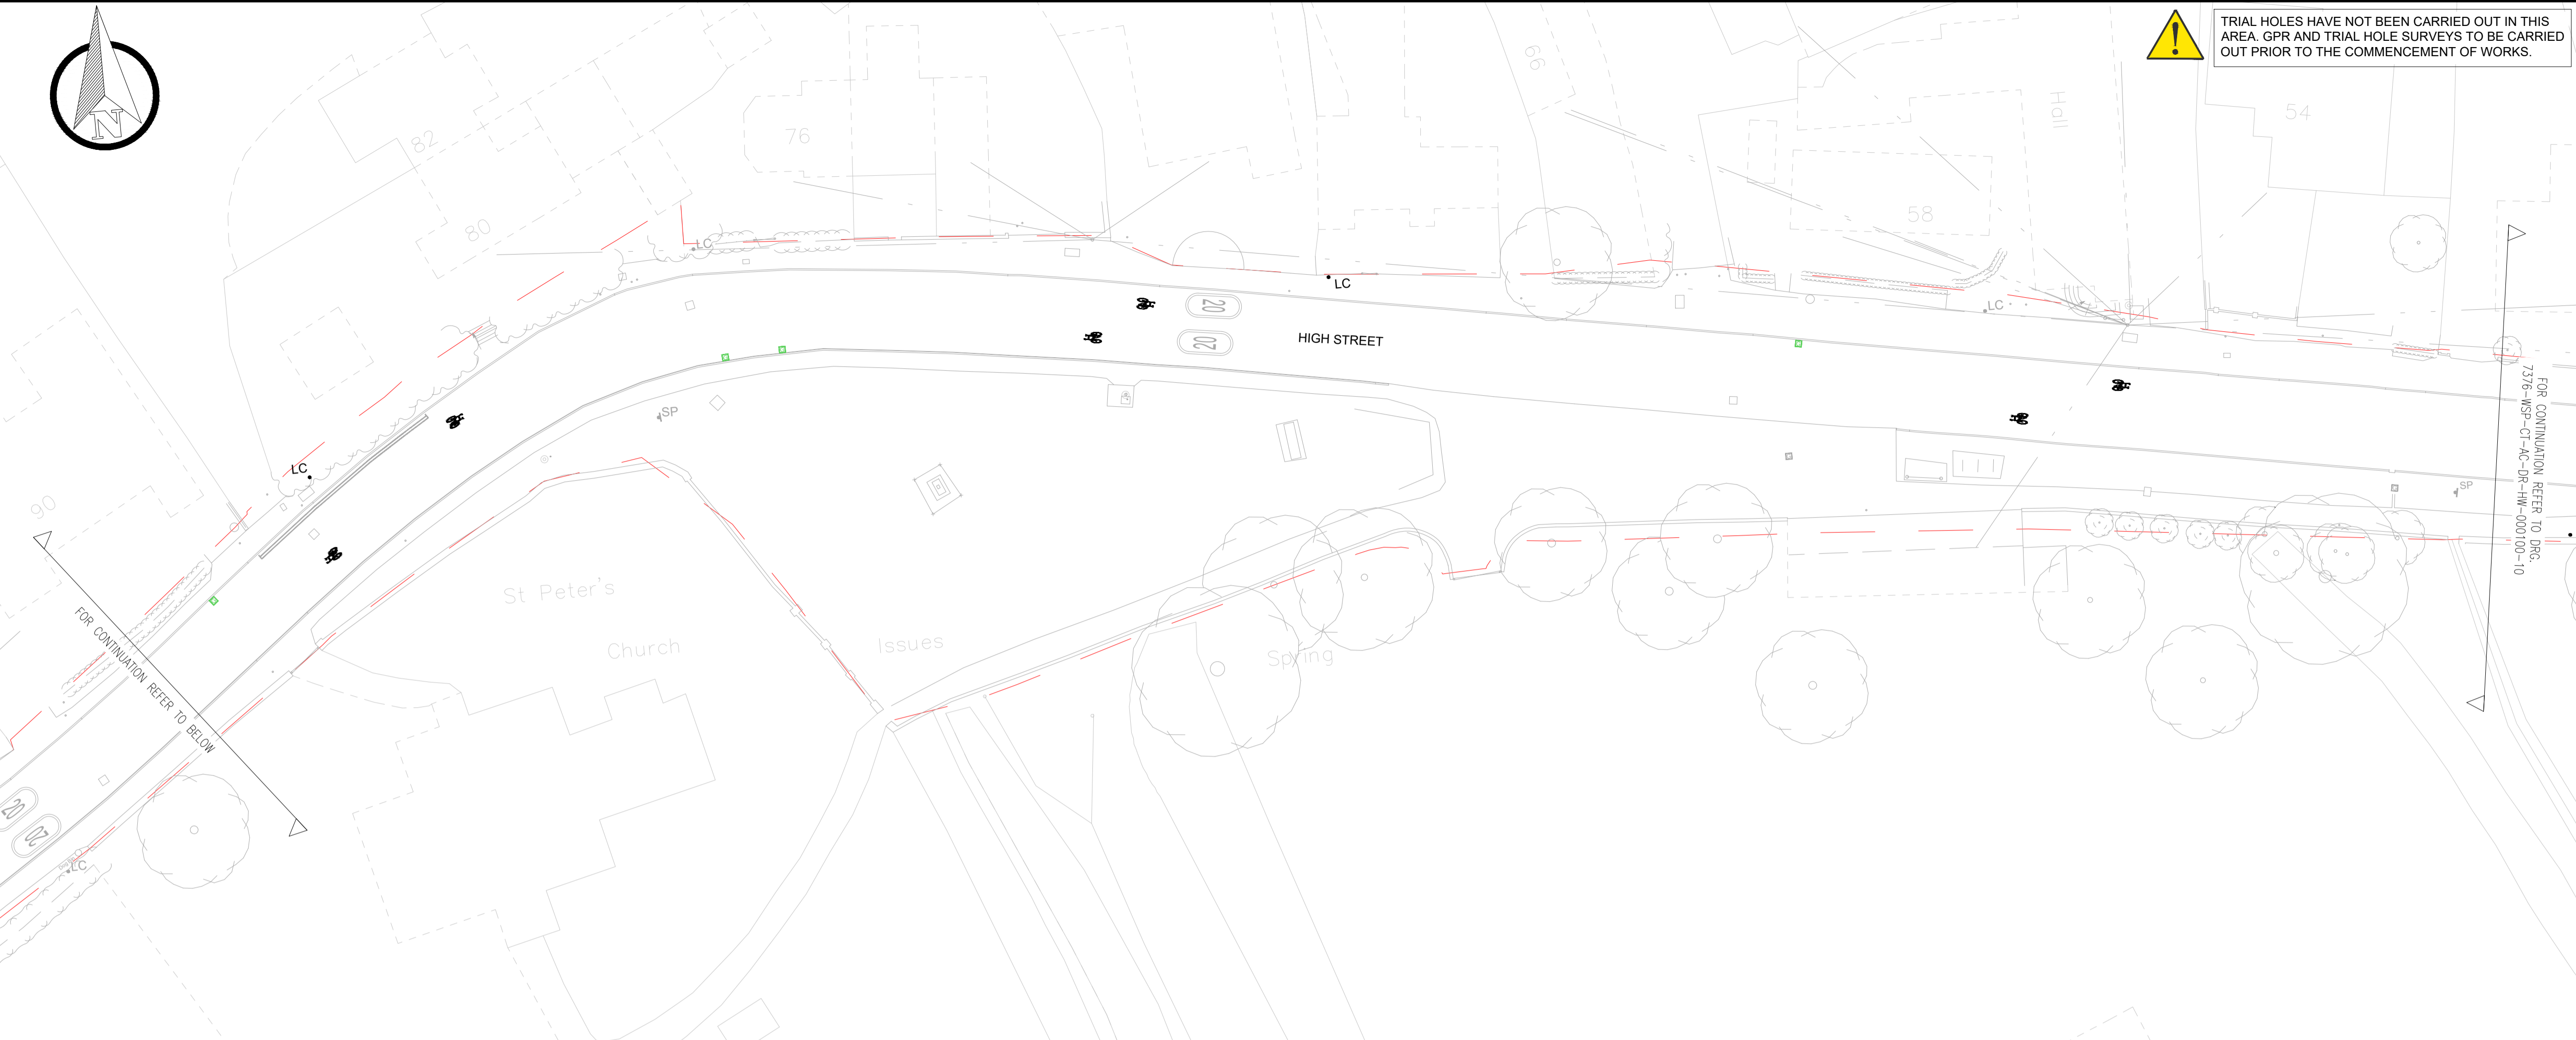 TRIAL HOLES HAVE NOT BEEN CARRIED OUT IN THIS
AREA. GPR AND TRIAL HOLE SURVEYS TO BE CARRIED
OUT PRIOR TO THE COMMENCEMENT OF WORKS.
N
82
76
66
Hall
54
80
58
LC
LC
LC
20
20
HIGH STREET
FOR CONTINUATION REFER TO DRG.
7376-WSP-CT-AC-DR-HW-000100-10
SP
LC
90
SP
St Peter's
Church
Issues
Spring
FOR CONTINUATION REFER TO BELOW
20
20
LC